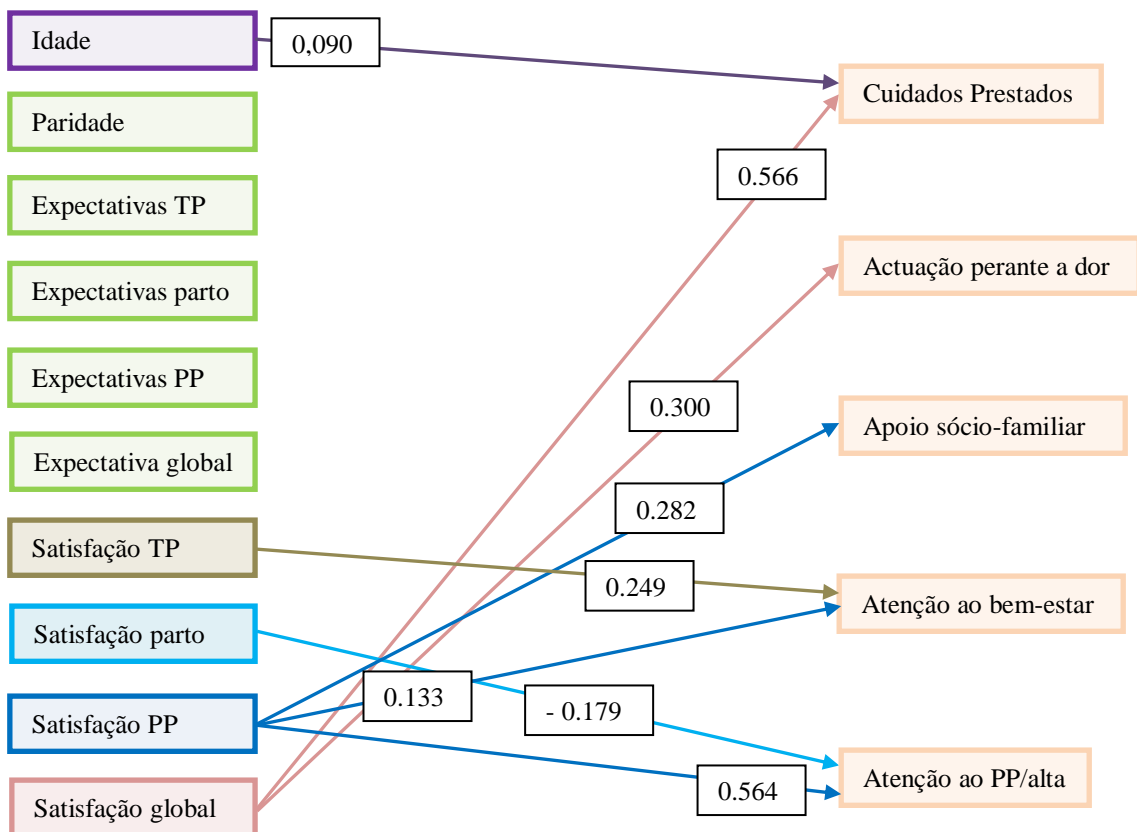 Idade
0,090
Cuidados Prestados
Paridade
0.566
Expectativas TP
Actuação perante a dor
Expectativas parto
Expectativas PP
0.300
Apoio sócio-familiar
Expectativa global
0.282
Satisfação TP
0.249
Atenção ao bem-estar
Satisfação parto
0.133
- 0.179
Satisfação PP
Atenção ao PP/alta
0.564
Satisfação global